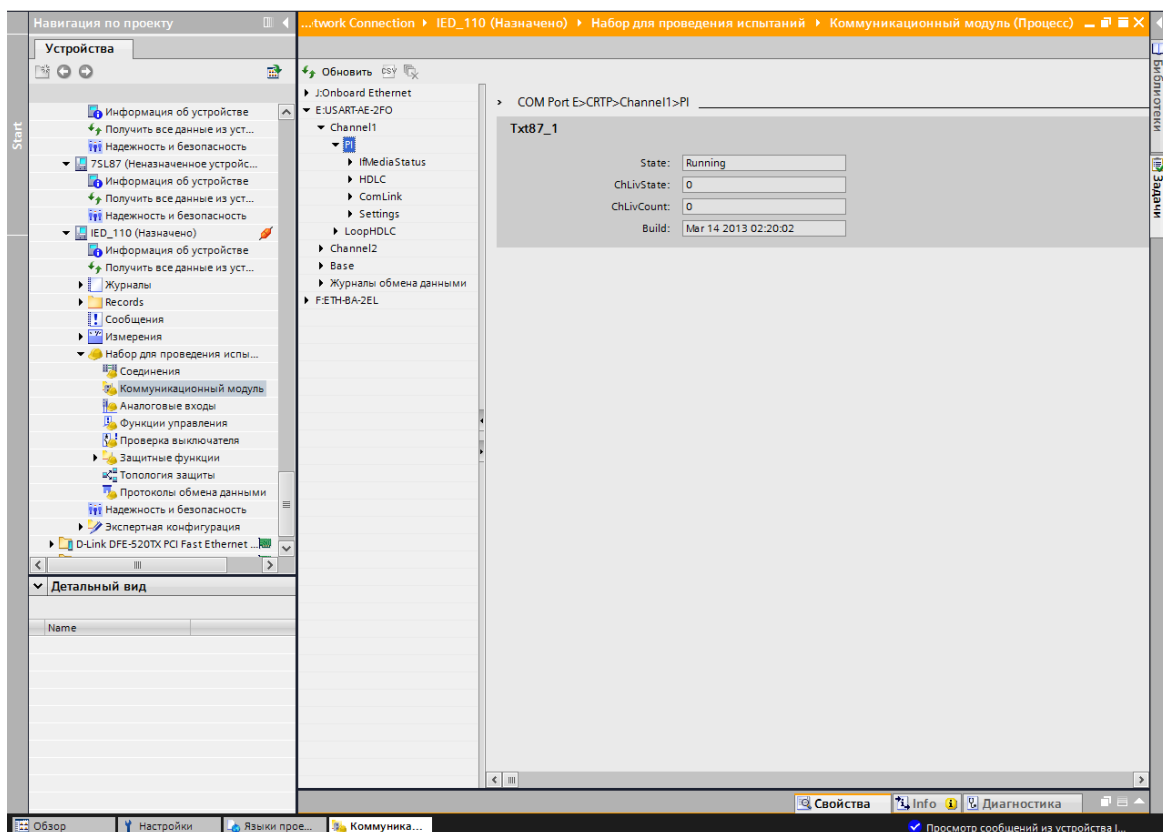 Навигация по проекту
...twork Connection IED_110 (Назначено) Набор для проведения испытаний Коммуникационный модуль (Процесс)
Устройства
Start
Обновить CSV
Информация об устройстве
Получить все данные из уст...
Надежность и безопасность
7SL87 (Неназначенное устройс...
Информация об устройстве
Получить все данные из уст...
Надежность и безопасность
IED_110 (Назначено)
Информация об устройстве
Получить все данные из уст...
Журналы
Records
Сообщения
Измерения
Набор для проведения испы...
Соединения
Коммуникационный модуль
Аналоговые входы
Функции управления
Проверка выключателя
Защитные функции
Топология защиты
Протоколы обмена данными
Надежность и безопасность
Экспертная конфигурация
D-Link DFE-520TX PCI Fast Ethernet ...
Детальный вид
Name
J:Onboard Ethernet
E:USART-AE-2FO
Channel1
PI
IfMediaStatus
HDLC
ComLink
Settings
LoopHDLC
Channel2
Base
Журналы обмена данными
F:ETH-BA-2EL
COM Port E>CRTP>Channel1>PI
Txt87_1
State: Running
ChLivState: 0
ChLivCount: 0
Build: Mar 14 2013 02:20:02
Библиотеки
Задачи
Свойства
Info
Диагностика
Обзор
Настройки
Языки прое...
Коммуника...
Просмотр сообщений из устройства I...